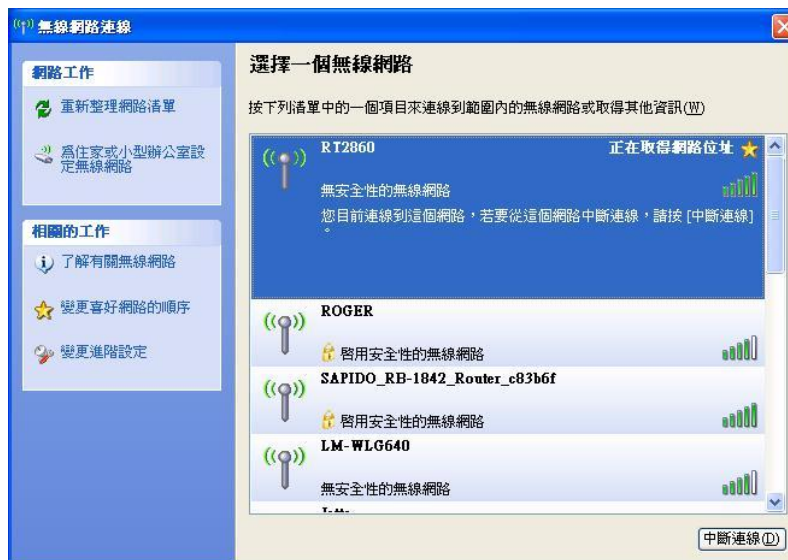 無線網路連線
網路工作
重新整理網路清單
為住家或小型辦公室設
定無線網路
相關的工作
了解有關無線網路
變更喜好網路的順序
變更進階設定
選擇一個無線網路
按下列清單中的一個項目來連線到範圍內的無線網路或取得其他資訊(W)
RT2860 正在取得網路位址
無安全性的無線網路
您目前連線到這個網路，若要從這個網路中斷連線，請按 [中斷連線]
。
ROGER
啟用安全性的無線網路
SAPIDO_RB-1842_Router_c83b6f
啟用安全性的無線網路
LM-WLG640
無安全性的無線網路
中斷連線(D)